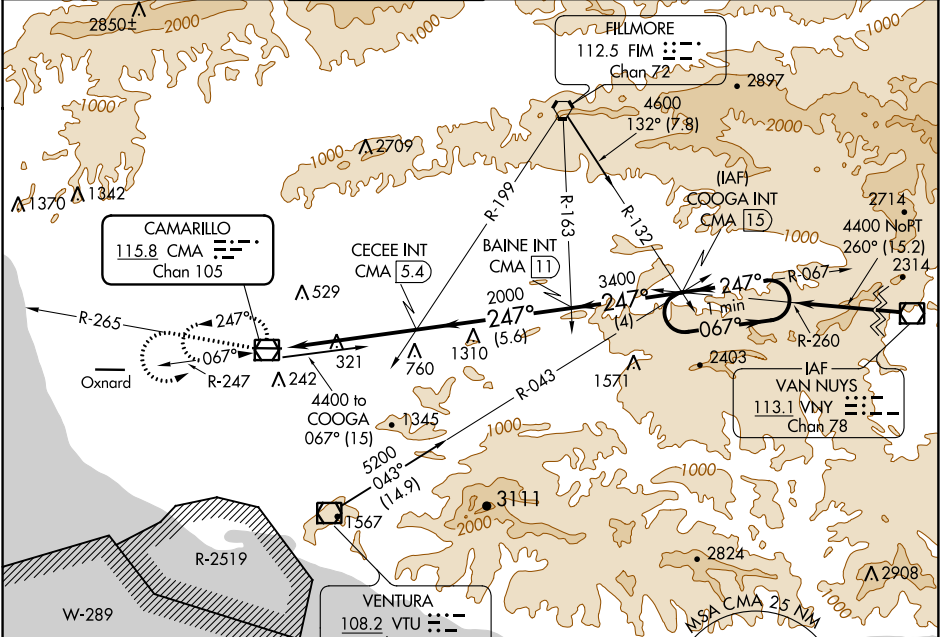 2850±
2000
1000
2000
FILLMORE
112.5 FIM
Chan 72
1000
2897
1000
4600
132° (7.8)
2000
1000
2709
1370
1342
(IAF)
COOGA INT
CMA 15
2714
4400 NoPT
260° (15.2)
R-199
R-163
R-132
CAMARILLO
115.8 CMA
Chan 105
CECEE INT
CMA 5.4
BAINE INT
CMA 11
1000
2314
3400
R-067
529
2000
247°
(5.6)
247°
(4)
247°
1 min
067°
R-260
R-265
247°
067°
R-247
321
760
1310
1571
2403
Oxnard
242
4400 to
COOGA
067° (15)
R-043
IAF
VAN NUYS
113.1 VNY
Chan 78
1345
1000
5200
043°
(14.9)
1000
3111
2000
1567
R-2519
2824
2908
W-289
VENTURA
108.2 VTU
MSA CMA 25 NM